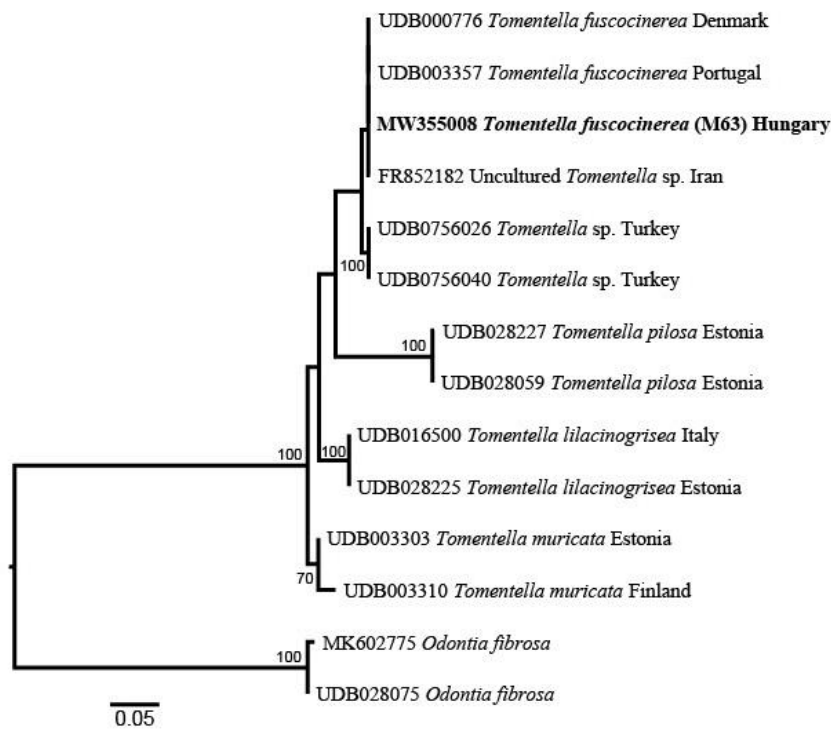 UDB000776 Tomentella fuscocinerea Denmark
UDB003357 Tomentella fuscocinerea Portugal
MW355008 Tomentella fuscocinerea (M63) Hungary
FR852182 Uncultured Tomentella sp. Iran
UDB0756026 Tomentella sp. Turkey
100
UDB0756040 Tomentella sp. Turkey
100
UDB028227 Tomentella pilosa Estonia
UDB028059 Tomentella pilosa Estonia
UDB016500 Tomentella lilacinogrisea Italy
100
100
UDB028225 Tomentella lilacinogrisea Estonia
UDB003303 Tomentella muricata Estonia
70
UDB003310 Tomentella muricata Finland
MK602775 Odontia fibrosa
100
UDB028075 Odontia fibrosa
0.05